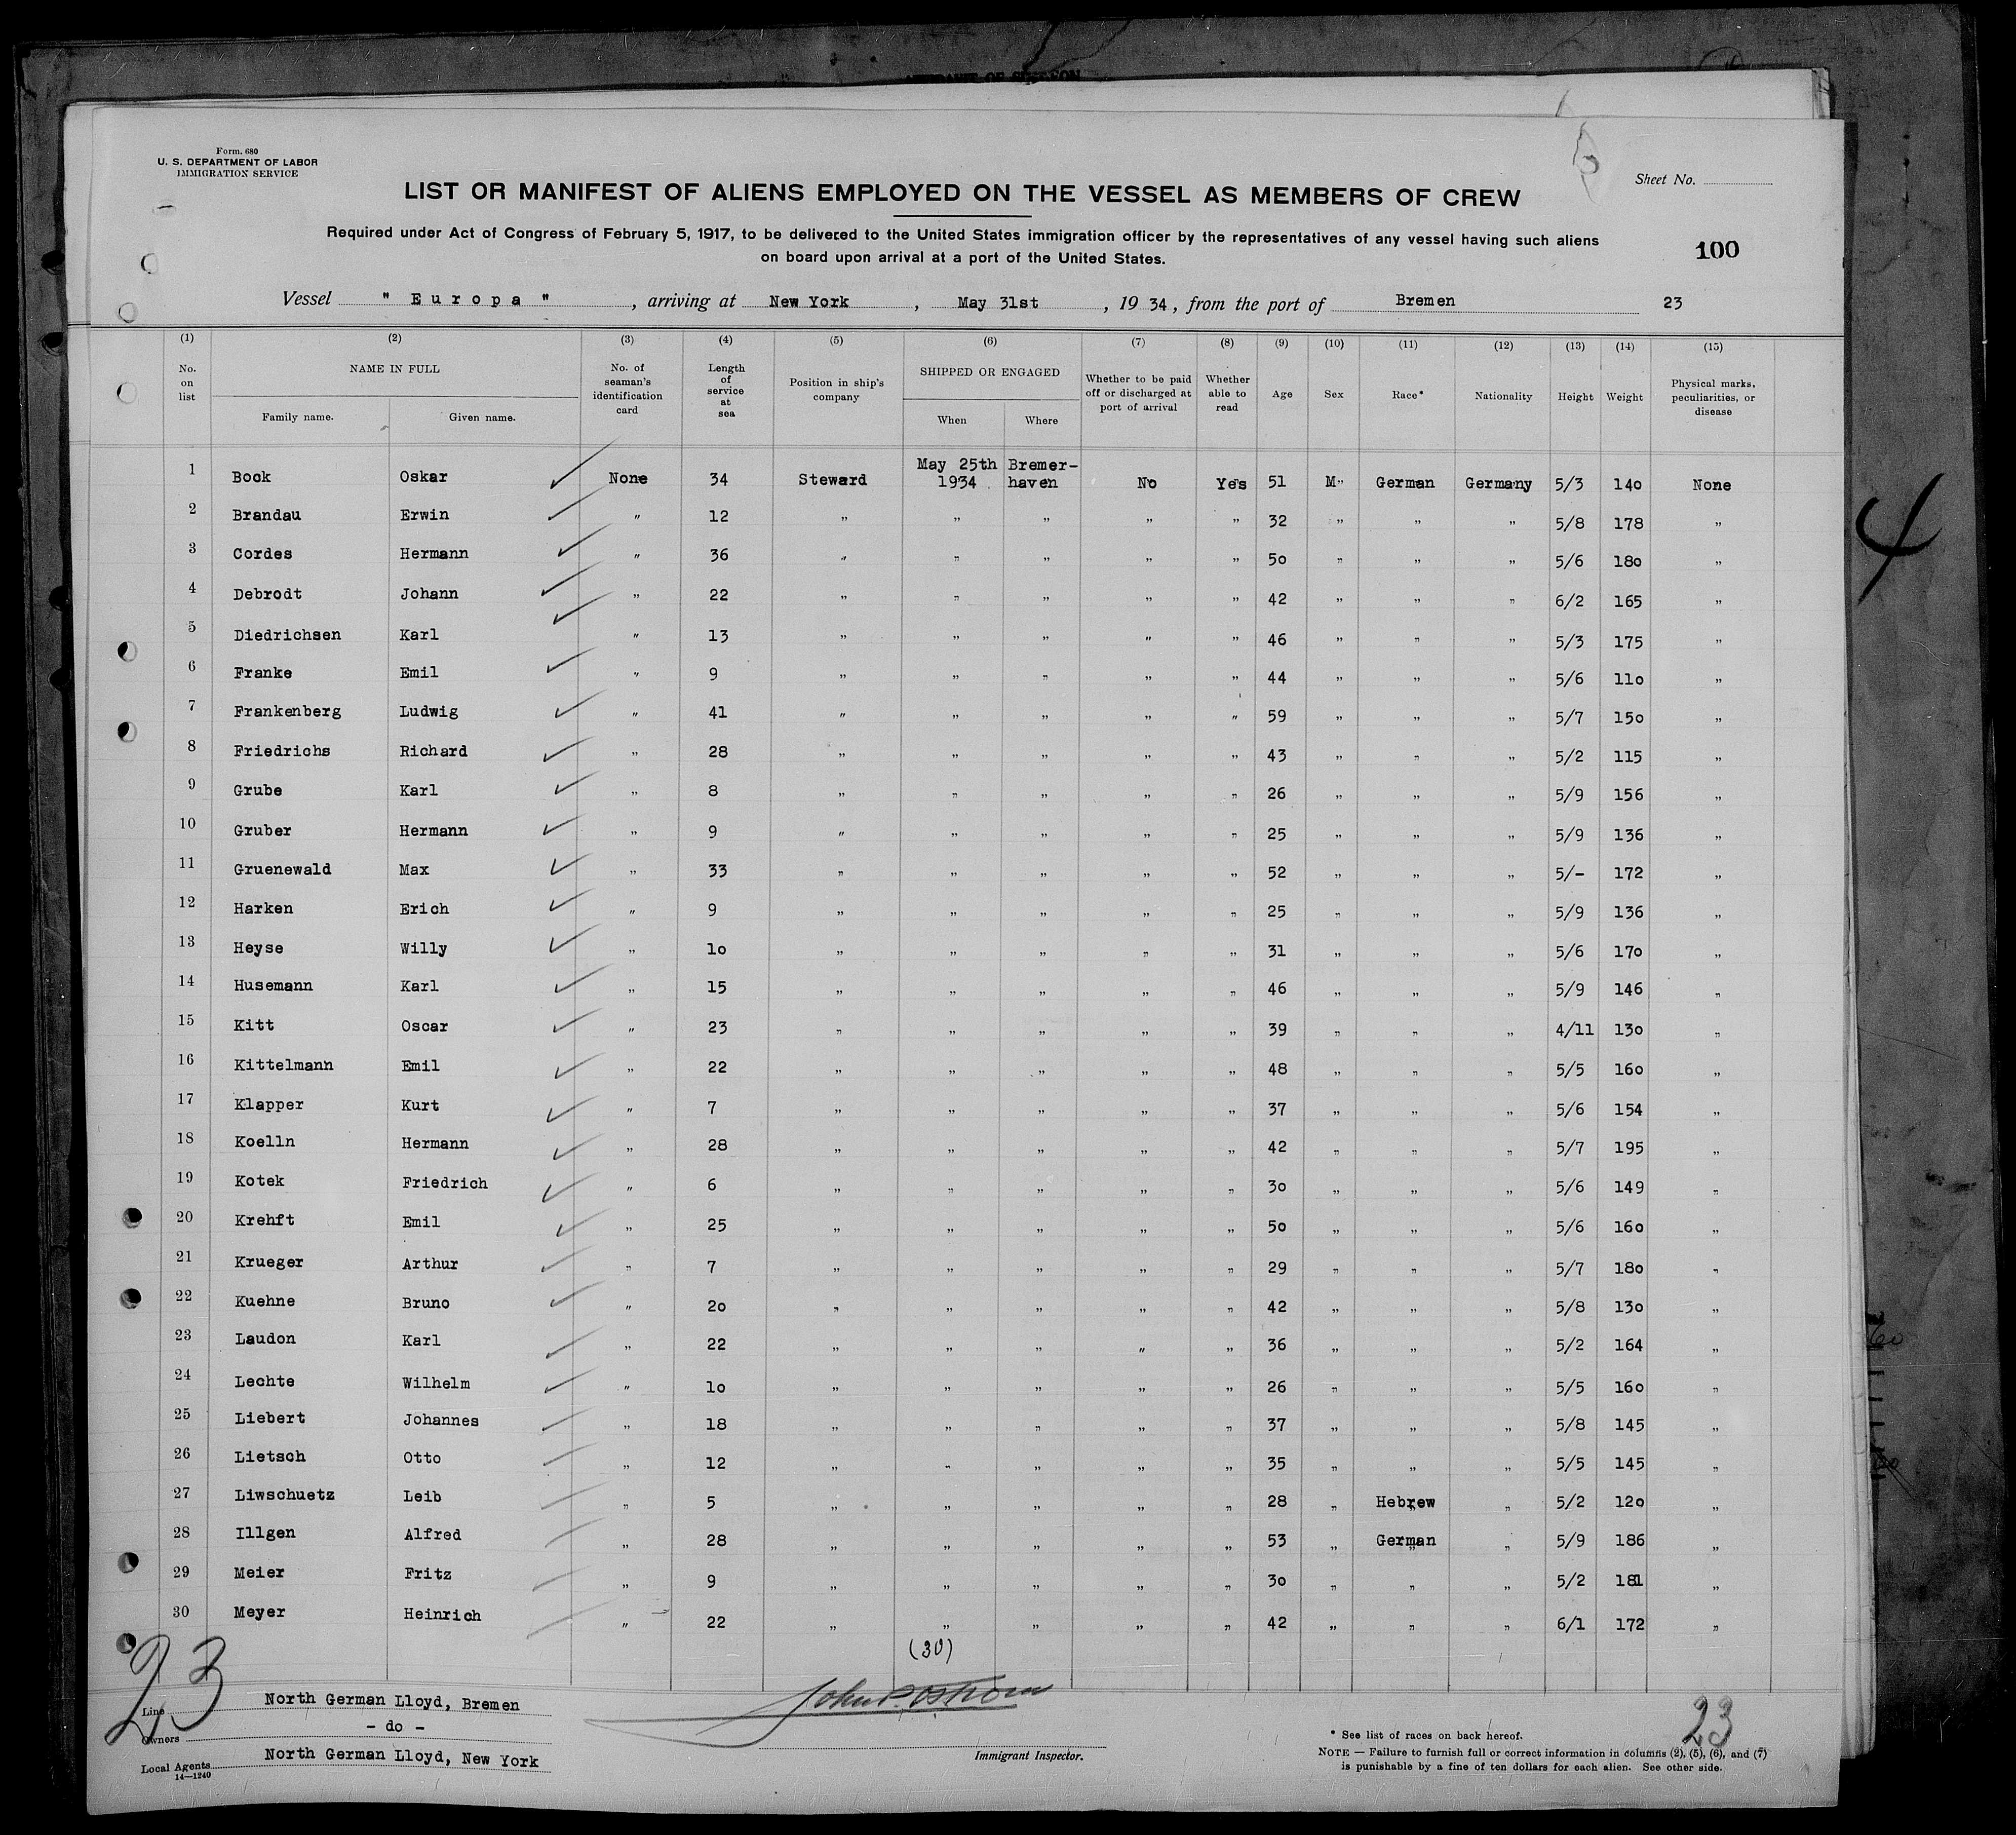 Form. 680
U. S. DEPARTMENT OF LABOR
IMMIGRATION SERVICE
Sheet No.
LIST OR MANIFEST OF ALIENS EMPLOYED ON THE VESSEL AS MEMBERS OF CREW
Required under Act of Congress of February 5, 1917, to be delivered to the United States immigration officer by the representatives of any vessel having such aliens
on board upon arrival at a port of the United States.
100
Vessel " Europa " , arriving at New York , May 31st , 19 34, from the port of Bremen 23
(1) (2) (3) (4) (5) (6) (7) (8) (9) (10) (11) (12) (13) (14) (15)
No. on list
NAME IN FULL
Family name. Given name.
No. of seaman's identification card
Length of service at sea
Position in ship's company
SHIPPED OR ENGAGED
When Where
Whether to be paid off or discharged at port of arrival
Whether able to read
Age
Sex
Race*
Nationality
Height
Weight
Physical marks, peculiarities, or disease
1 Bock Oskar None 34 Steward May 25th 1934 Bremer-haven No Yes 51 M" German Germany 5/3 140 None
2 Brandau Erwin " 12 " " " " " 32 " " " 5/8 178 "
3 Cordes Hermann " 36 " " " " " 50 " " " 5/6 180 "
4 Debrodt Johann " 22 " " " " " 42 " " " 6/2 165 "
5 Diedrichsen Karl " 13 " " " " " 46 " " " 5/3 175 "
6 Franke Emil " 9 " " " " " 44 " " " 5/6 110 "
7 Frankenberg Ludwig " 41 " " " " " 59 " " " 5/7 150 "
8 Friedrichs Richard " 28 " " " " " 43 " " " 5/2 115 "
9 Grube Karl " 8 " " " " " 26 " " " 5/9 156 "
10 Gruber Hermann " 9 " " " " " 25 " " " 5/9 136 "
11 Gruenewald Max " 33 " " " " " 52 " " " 5/- 172 "
12 Harken Erich " 9 " " " " " 25 " " " 5/9 136 "
13 Heyse Willy " 10 " " " " " 31 " " " 5/6 170 "
14 Husemann Karl " 15 " " " " " 46 " " " 5/9 146 "
15 Kitt Oscar " 23 " " " " " 39 " " " 4/11 130 "
16 Kittelmann Emil " 22 " " " " " 48 " " " 5/5 160 "
17 Klapper Kurt " 7 " " " " " 37 " " " 5/6 154 "
18 Koelln Hermann " 28 " " " " " 42 " " " 5/7 195 "
19 Kotek Friedrich " 6 " " " " " 30 " " " 5/6 149 "
20 Krehft Emil " 25 " " " " " 50 " " " 5/6 160 "
21 Krueger Arthur " 7 " " " " " 29 " " " 5/7 180 "
22 Kuehne Bruno " 20 " " " " " 42 " " " 5/8 130 "
23 Laudon Karl " 22 " " " " " 36 " " " 5/2 164 "
24 Lechte Wilhelm " 10 " " " " " 26 " " " 5/5 160 "
25 Liebert Johannes " 18 " " " " " 37 " " " 5/8 145 "
26 Lietsch Otto " 12 " " " " " 35 " " " 5/5 145 "
27 Liwschuetz Leib " 5 " " " " " 28 " Hebrew " 5/2 120 "
28 Illgen Alfred " 28 " " " " " 53 " German " 5/9 186 "
29 Meier Fritz " 9 " " " " " 30 " " " 5/2 181 "
30 Meyer Heinrich " 22 " " " " " 42 " " " 6/1 172 "
(30)
23
Line North German Lloyd, Bremen
Owners - do -
Local Agents North German Lloyd, New York
14—1240
Immigrant Inspector.
23
* See list of races on back hereof.
NOTE — Failure to furnish full or correct information in columns (2), (5), (6), and (7)
is punishable by a fine of ten dollars for each alien. See other side.
4